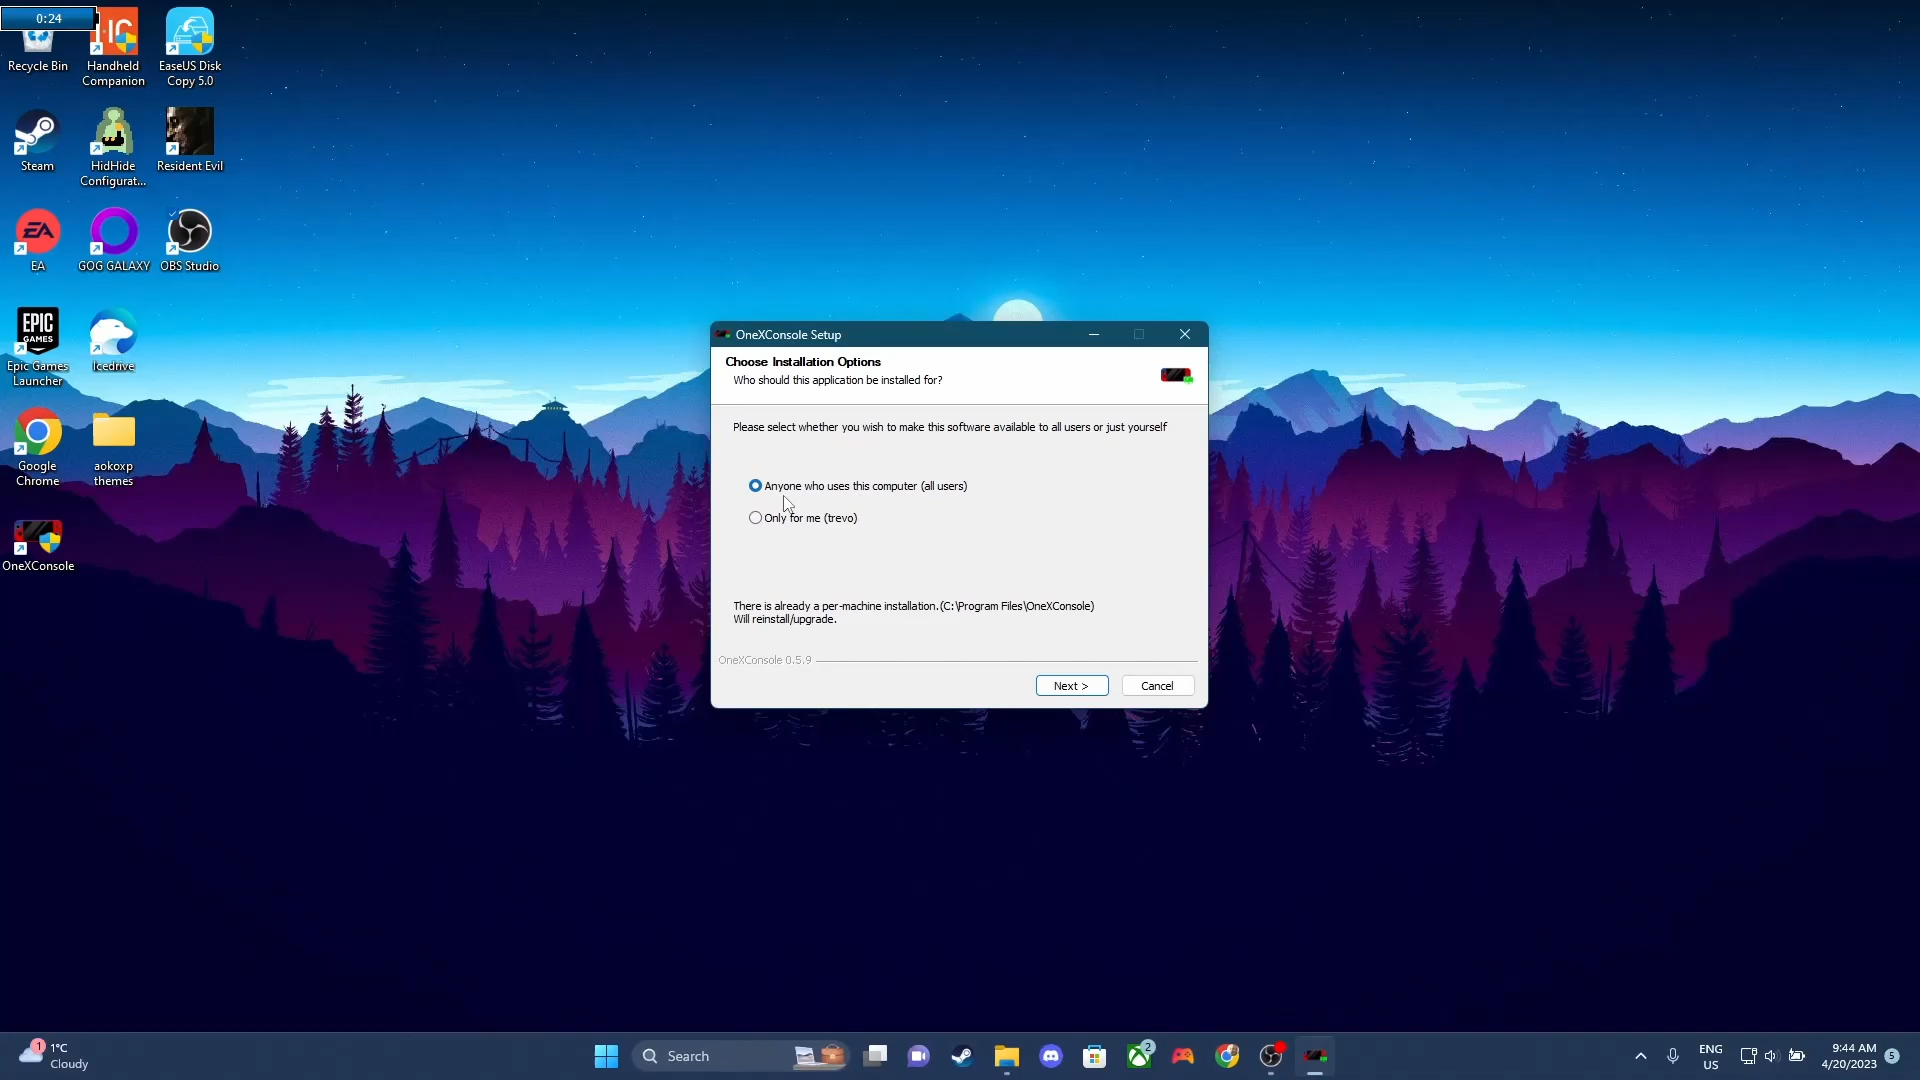 0:24
Recycle Bin
Handheld
Companion
EaseUS Disk
Copy 5.0
Steam
HidHide
Configurat...
Resident Evil
EA
GOG GALAXY
OBS Studio
EPIC
GAMES
Epic Games
Launcher
Icedrive
Google
Chrome
aokoxp
themes
OneXConsole
OneXConsole Setup
Choose Installation Options
Who should this application be installed for?
Please select whether you wish to make this software available to all users or just yourself
Anyone who uses this computer (all users)
Only for me (trevo)
There is already a per-machine installation.(C:\Program Files\OneXConsole)
Will reinstall/upgrade.
OneXConsole 0.5.9
Next >
Cancel
1
1°C
Cloudy
Search
2
ENG
US
9:44 AM
4/20/2023
5